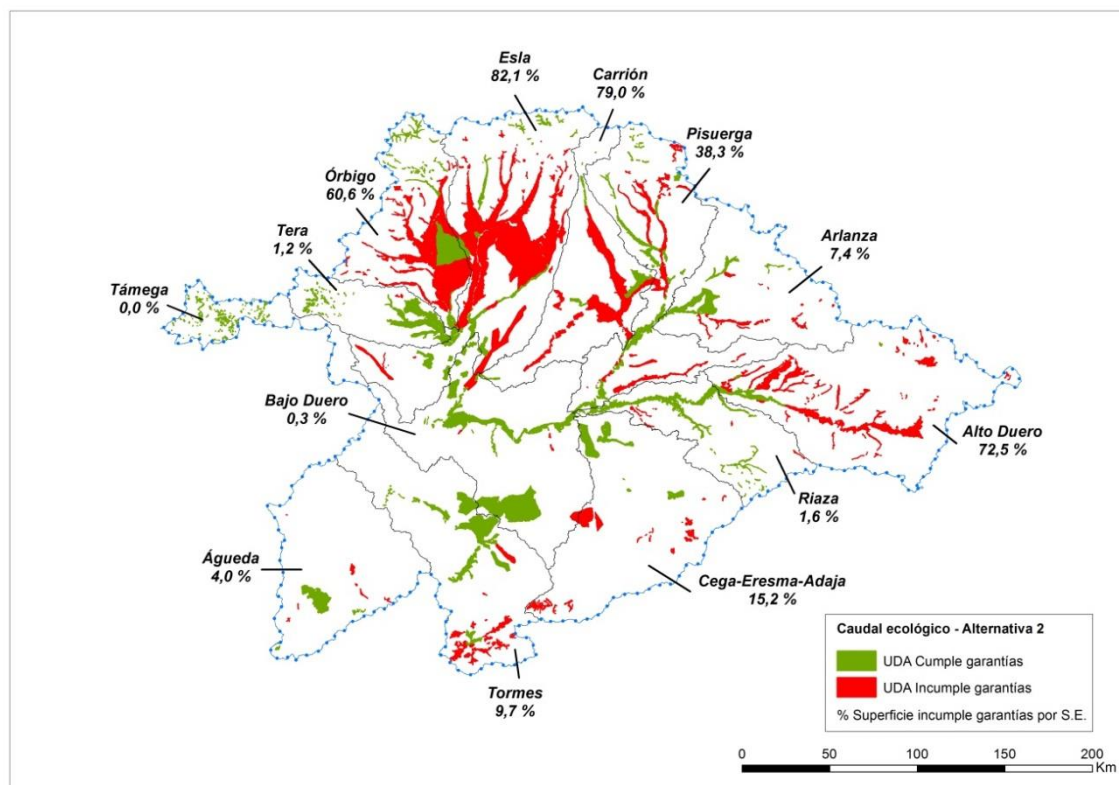 Esla
82,1 %
Carrión
79,0 %
Pisuerga
38,3 %
Órbigo
60,6 %
Tera
1,2 %
Arlanza
7,4 %
Támega
0,0 %
Bajo Duero
0,3 %
Alto Duero
72,5 %
Riaza
1,6 %
Águeda
4,0 %
Cega-Eresma-Adaja
15,2 %
Tormes
9,7 %
Caudal ecológico - Alternativa 2
UDA Cumple garantías
UDA Incumple garantías
% Superficie incumple garantías por S.E.
0 50 100 150 200
Km